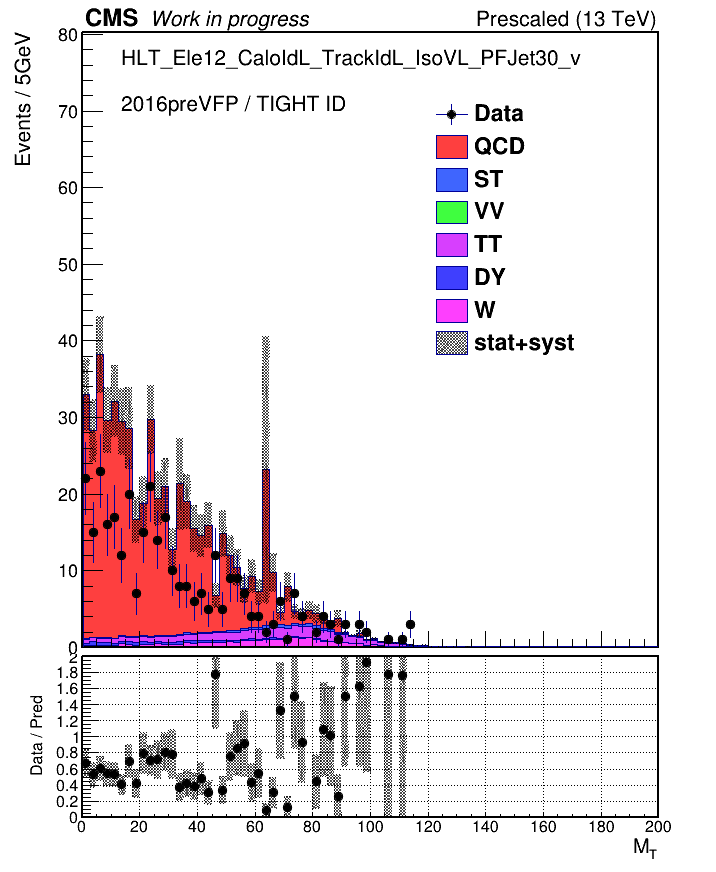 CMS Work in progress Prescaled (13 TeV)
Events / 5GeV
HLT_Ele12_CaloIdL_TrackIdL_IsoVL_PFJet30_v
2016preVFP / TIGHT ID
Data
QCD
ST
VV
TT
DY
W
stat+syst
80
70
60
50
40
30
20
10
0
Data / Pred
2
1.8
1.6
1.4
1.2
1
0.8
0.6
0.4
0.2
0
0 20 40 60 80 100 120 140 160 180 200
M_T